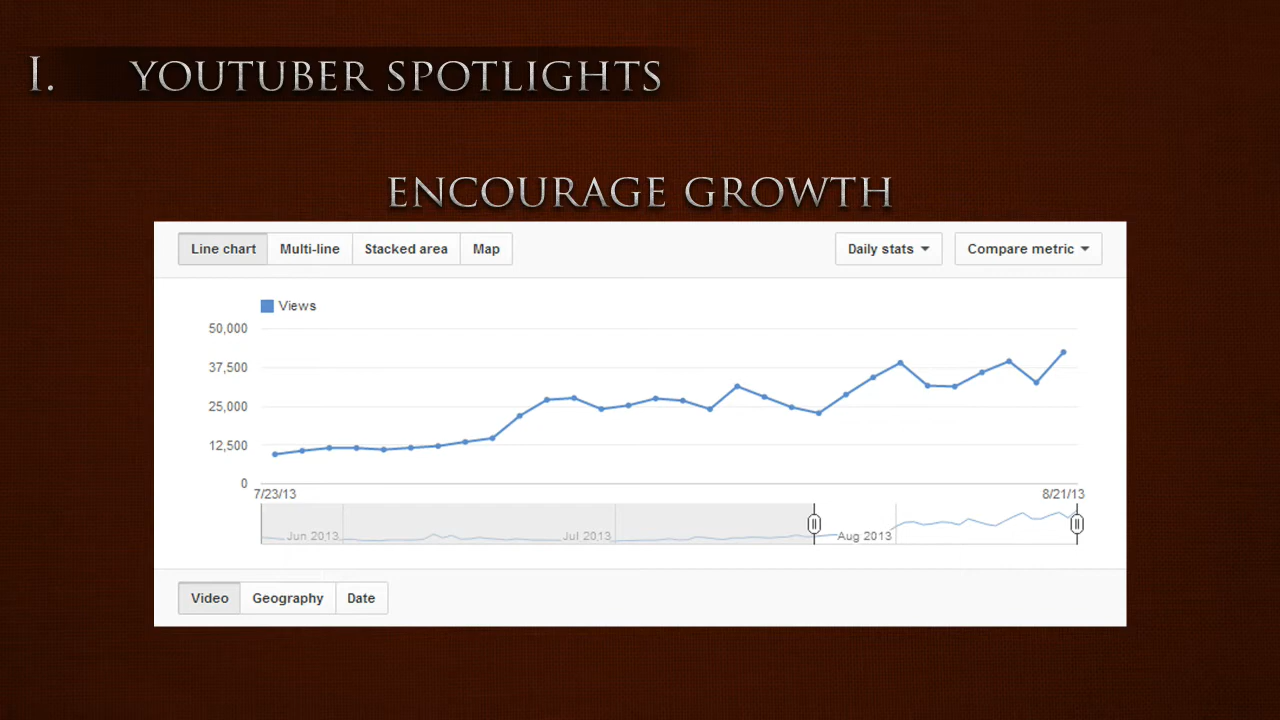 I. YOUTUBER SPOTLIGHTS
ENCOURAGE GROWTH
Line chart Multi-line Stacked area Map Daily stats Compare metric
Views
50,000
37,500
25,000
12,500
0
7/23/13 8/21/13
Jun 2013 Jul 2013 Aug 2013
Video Geography Date